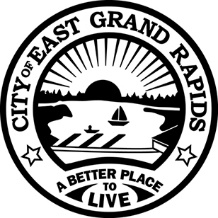 CITY OF EAST GRAND RAPIDS
A BETTER PLACE
TO
LIVE